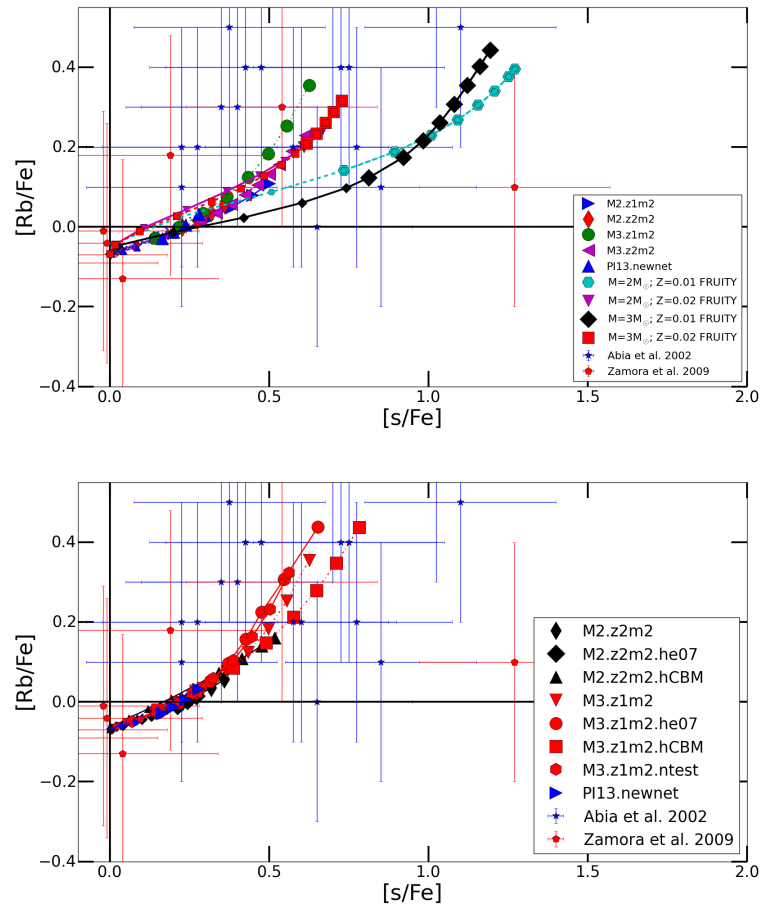 0.4
0.2
0.0
−0.2
−0.4
[Rb/Fe]
0.0
0.5
1.0
1.5
2.0
[s/Fe]
M2.z1m2
M2.z2m2
M3.z1m2
M3.z2m2
PI13.newnet
M=2M☉; Z=0.01 FRUITY
M=2M☉; Z=0.02 FRUITY
M=3M☉; Z=0.01 FRUITY
M=3M☉; Z=0.02 FRUITY
Abia et al. 2002
Zamora et al. 2009
0.4
0.2
0.0
−0.2
−0.4
[Rb/Fe]
0.0
0.5
1.0
1.5
2.0
[s/Fe]
M2.z2m2
M2.z2m2.he07
M2.z2m2.hCBM
M3.z1m2
M3.z1m2.he07
M3.z1m2.hCBM
M3.z1m2.ntest
PI13.newnet
Abia et al. 2002
Zamora et al. 2009